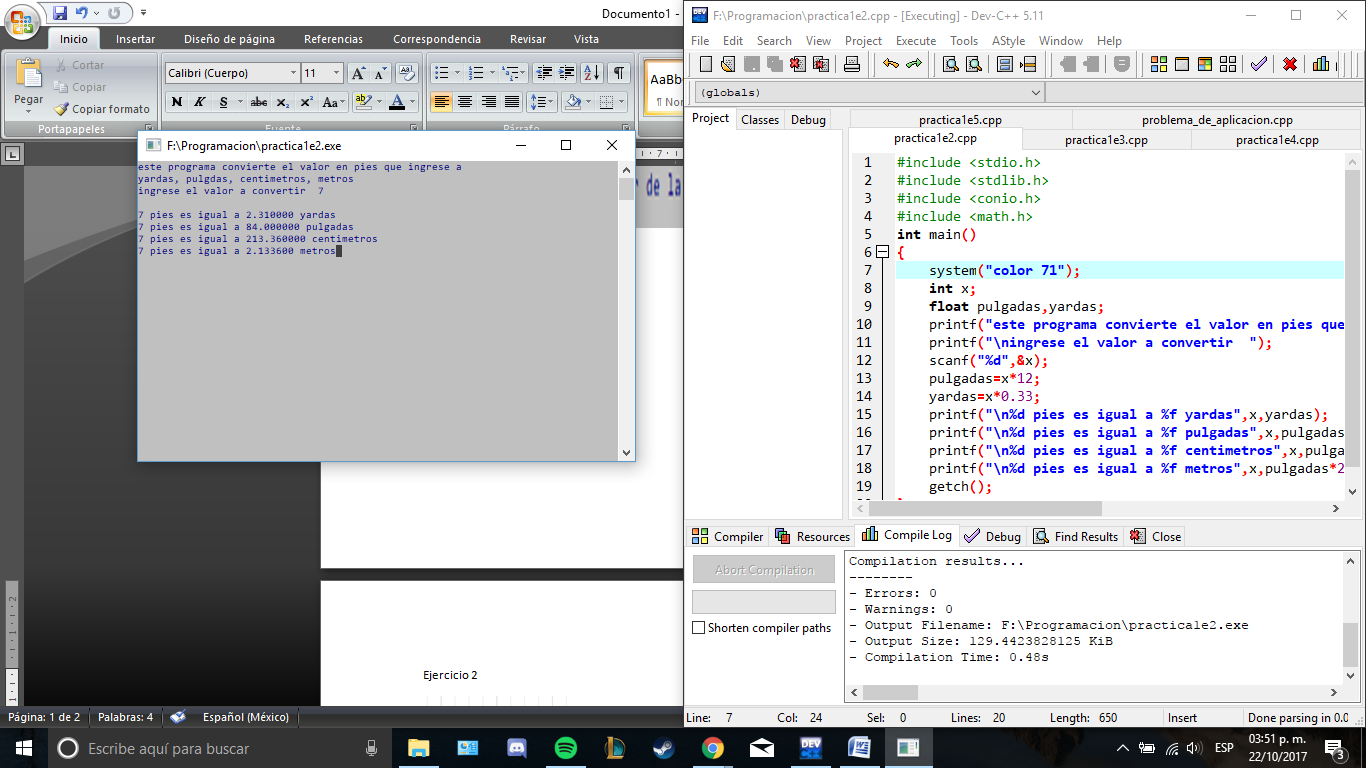 Documento1 -
Inicio Insertar Diseño de página Referencias Correspondencia Revisar Vista
Pegar
Cortar
Copiar
Copiar formato
Portapapeles
Calibri (Cuerpo) 11
N K S abc x₂ x² Aa
Fuente
Párrafo
AaBb
¶ Nor
7
r de la
F:\Programacion\practica1e2.exe
este programa convierte el valor en pies que ingrese a
yardas, pulgdas, centimetros, metros
ingrese el valor a convertir  7
7 pies es igual a 2.310000 yardas
7 pies es igual a 84.000000 pulgadas
7 pies es igual a 213.360000 centimetros
7 pies es igual a 2.133600 metros
Ejercicio 2
Página: 1 de 2 Palabras: 4 Español (México)
F:\Programacion\practica1e2.cpp - [Executing] - Dev-C++ 5.11
File Edit Search View Project Execute Tools AStyle Window Help
(globals)
Project Classes Debug
practica1e5.cpp problema_de_aplicacion.cpp
practica1e2.cpp practica1e3.cpp practica1e4.cpp
1 #include <stdio.h>
2 #include <stdlib.h>
3 #include <conio.h>
4 #include <math.h>
5 int main()
6 {
7 system("color 71");
8 int x;
9 float pulgadas,yardas;
10 printf("este programa convierte el valor en pies que
11 printf("\ningrese el valor a convertir  ");
12 scanf("%d",&x);
13 pulgadas=x*12;
14 yardas=x*0.33;
15 printf("\n%d pies es igual a %f yardas",x,yardas);
16 printf("\n%d pies es igual a %f pulgadas",x,pulgadas
17 printf("\n%d pies es igual a %f centimetros",x,pulga
18 printf("\n%d pies es igual a %f metros",x,pulgadas*2
19 getch();
Compiler Resources Compile Log Debug Find Results Close
Abort Compilation
Shorten compiler paths
Compilation results...
--------
- Errors: 0
- Warnings: 0
- Output Filename: F:\Programacion\practica1e2.exe
- Output Size: 129.4423828125 KiB
- Compilation Time: 0.48s
Line: 7 Col: 24 Sel: 0 Lines: 20 Length: 650 Insert Done parsing in 0.0
Escribe aquí para buscar
DEV
ESP
03:51 p. m.
22/10/2017
3